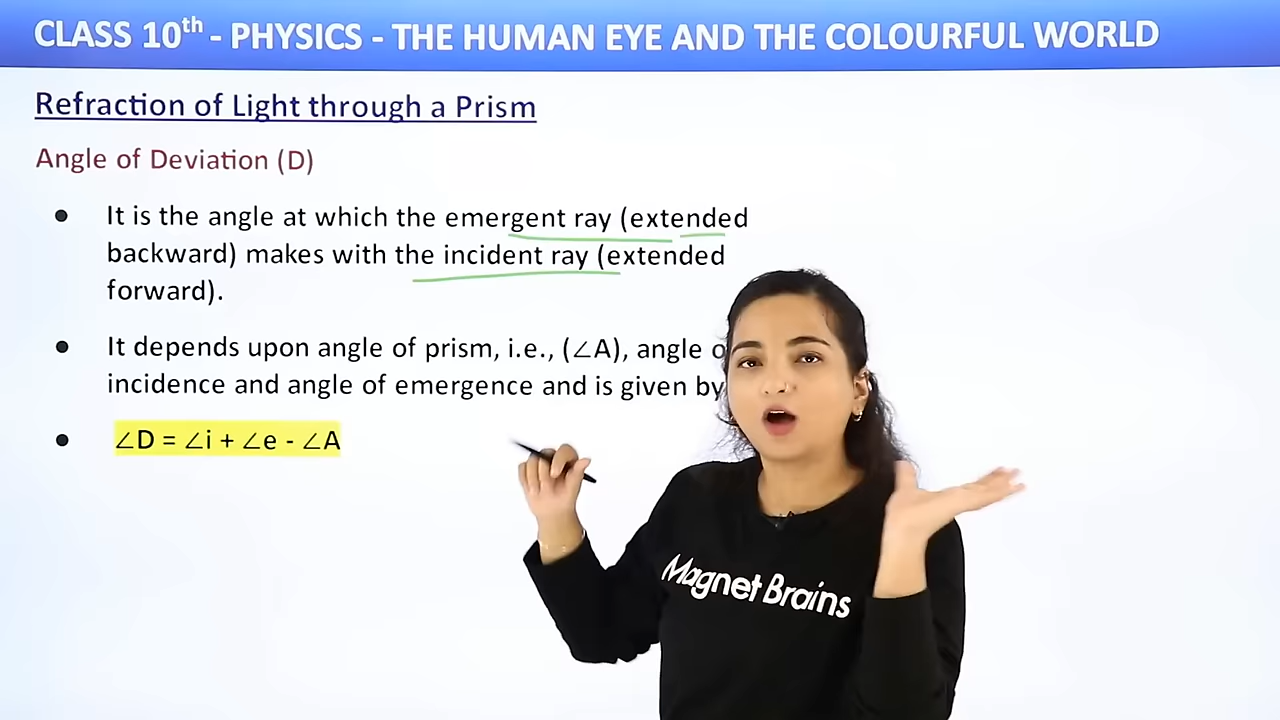 CLASS 10th - PHYSICS - THE HUMAN EYE AND THE COLOURFUL WORLD
Refraction of Light through a Prism
Angle of Deviation (D)
● It is the angle at which the emergent ray (extended
backward) makes with the incident ray (extended
forward).
● It depends upon angle of prism, i.e., (∠A), angle o
incidence and angle of emergence and is given by
● ∠D = ∠i + ∠e - ∠A
Magnet Brains